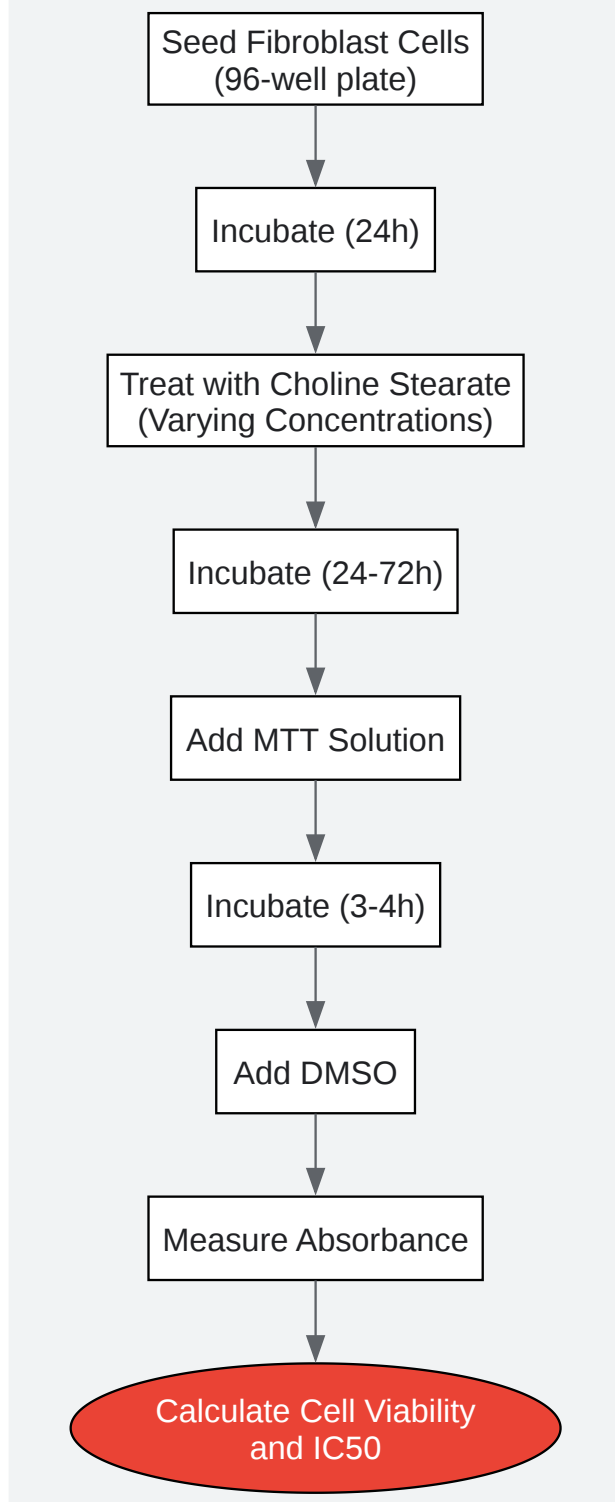 Seed Fibroblast Cells
(96-well plate)
Incubate (24h)
Treat with Choline Stearate
(Varying Concentrations)
Incubate (24-72h)
Add MTT Solution
Incubate (3-4h)
Add DMSO
Measure Absorbance
Calculate Cell Viability
and IC50